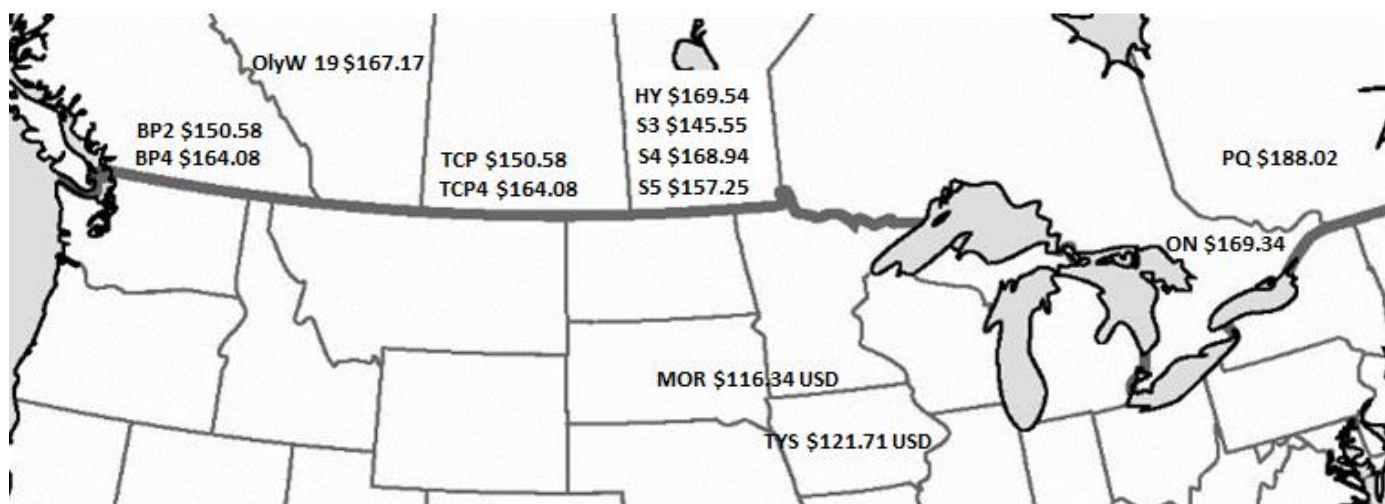 OlyW 19 $167.17
BP2 $150.58
BP4 $164.08
TCP $150.58
TCP4 $164.08
HY $169.54
S3 $145.55
S4 $168.94
S5 $157.25
PQ $188.02
ON $169.34
MOR $116.34 USD
TYS $121.71 USD